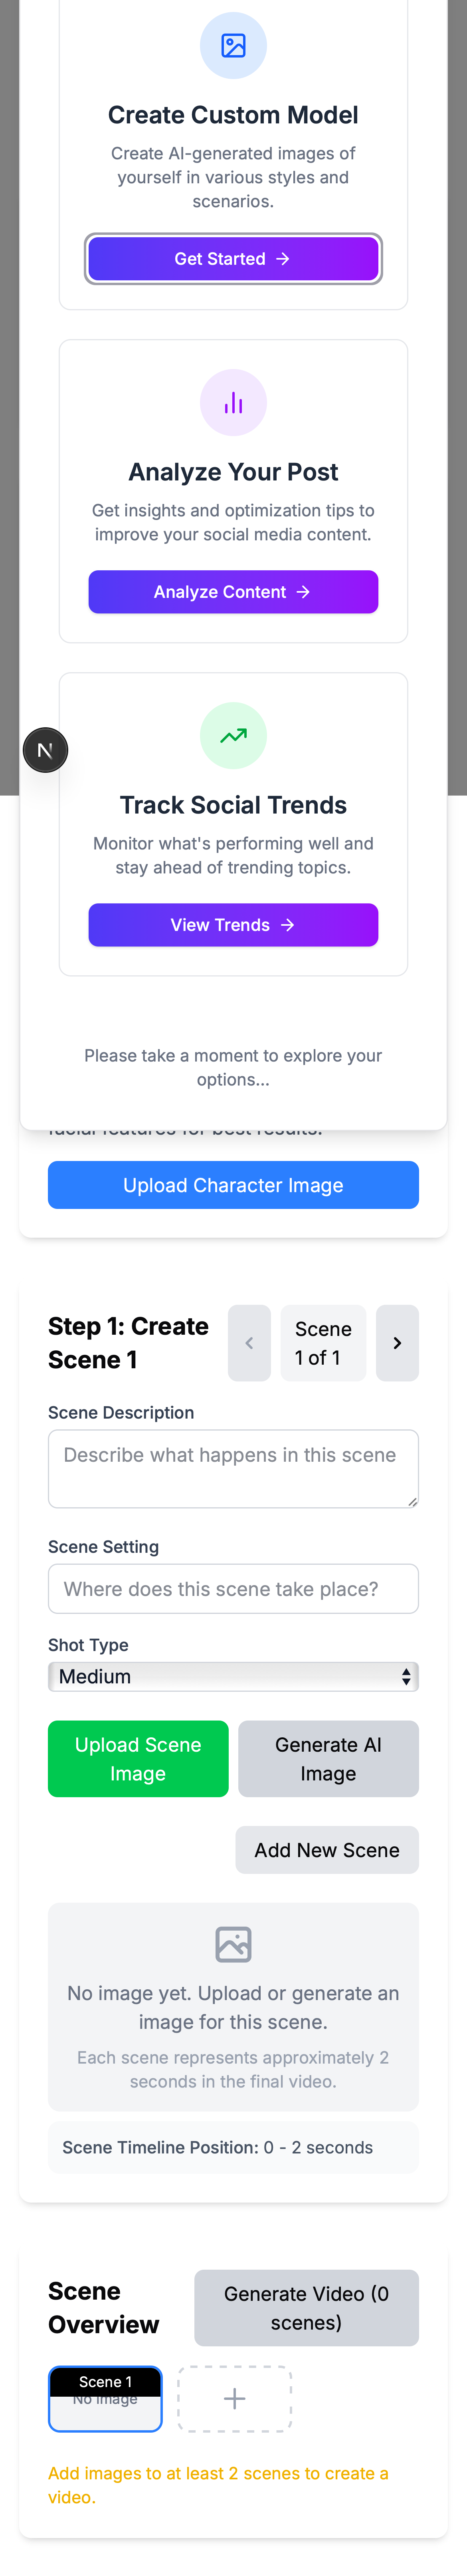 Create Custom Model
Create AI-generated images of
yourself in various styles and
scenarios.
Get Started →
Analyze Your Post
Get insights and optimization tips to
improve your social media content.
Analyze Content →
N
Track Social Trends
Monitor what's performing well and
stay ahead of trending topics.
View Trends →
Please take a moment to explore your
options...
facial features for best results.
Upload Character Image
Step 1: Create
Scene 1
Scene
1 of 1
Scene Description
Describe what happens in this scene
Scene Setting
Where does this scene take place?
Shot Type
Medium
Upload Scene
Image
Generate AI
Image
Add New Scene
No image yet. Upload or generate an
image for this scene.
Each scene represents approximately 2
seconds in the final video.
Scene Timeline Position: 0 - 2 seconds
Scene
Overview
Generate Video (0
scenes)
Scene 1
No image
Add images to at least 2 scenes to create a
video.